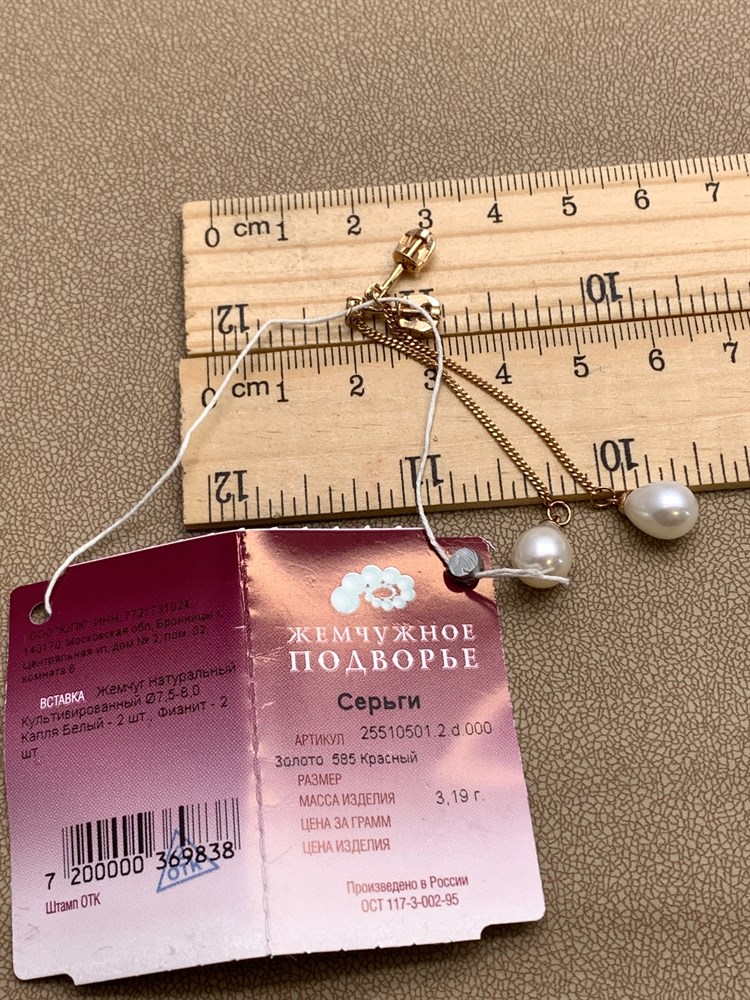 0 cm 1 2 3 4 5 6 7
12 11 10
0 cm 1 2 4 5 6 7
12 11 10
ООО "ЮПК", ИНН: 7721731024,
140170, Московская обл, Бронницы г,
Центральная ул, дом № 2, пом. 02,
комната 6
ВСТАВКА Жемчуг натуральный
Культивированный Ø7,5-8,0
Капля Белый - 2 шт., Фианит - 2
шт
7 200000 369838
ОТК
Штамп ОТК
ЖЕМЧУЖНОЕ
ПОДВОРЬЕ
Серьги
АРТИКУЛ 25510501.2.d.000
Золото 585 Красный
РАЗМЕР
МАССА ИЗДЕЛИЯ 3,19 г.
ЦЕНА ЗА ГРАММ
ЦЕНА ИЗДЕЛИЯ
Произведено в России
ОСТ 117-3-002-95